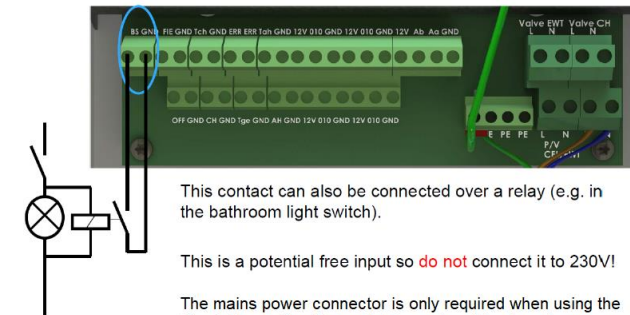 Valve EWT Valve CH
L N L N
BS GND FIE GND Tch GND ERR ERR Tah GND 12V 010 GND 12V 010 GND 12V Ab Aa GND
OFF GND CH GND Tge GND AH GND 12V 010 GND 12V 010 GND
E PE PE L N N
P/V
This contact can also be connected over a relay (e.g. in
the bathroom light switch).
This is a potential free input so do not connect it to 230V!
The mains power connector is only required when using the